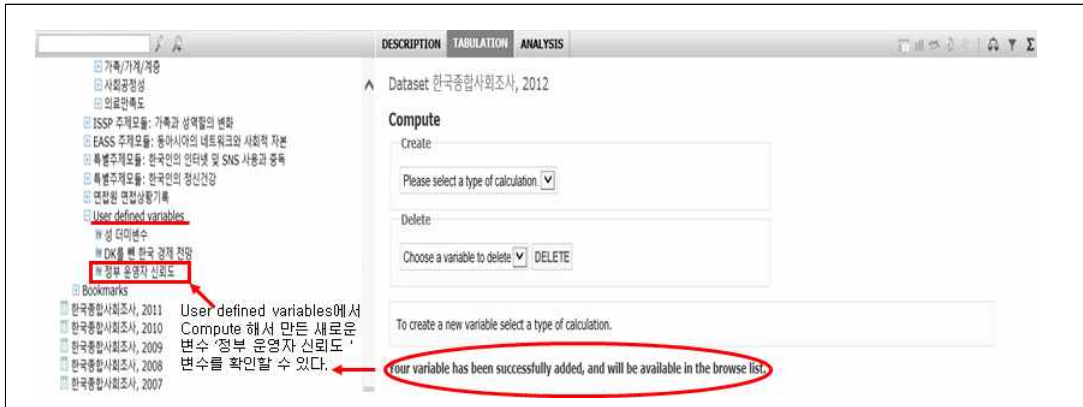 DESCRIPTION TABULATION ANALYSIS
가족/가계/계층
사회공정성
의료만족도
ISSP 주제모듈: 가족과 성역할의 변화
EASS 주제모듈: 동아시아의 네트워크와 사회적 자본
특별주제모듈: 한국인의 인터넷 및 SNS 사용과 중독
특별주제모듈: 한국인의 정신건강
면접원 면접상황기록
User defined variables
성 더미변수
DK를 뺀 한국 경제 전망
정부 운영자 신뢰도
Bookmarks
한국종합사회조사, 2011
한국종합사회조사, 2010
한국종합사회조사, 2009
한국종합사회조사, 2008
한국종합사회조사, 2007
User defined variables에서
Compute 해서 만든 새로운
변수 '정부 운영자 신뢰도 '
변수를 확인할 수 있다.
Dataset 한국종합사회조사, 2012
Compute
Create
Please select a type of calculation.
Delete
Choose a variable to delete DELETE
To create a new variable select a type of calculation.
Your variable has been successfully added, and will be available in the browse list.